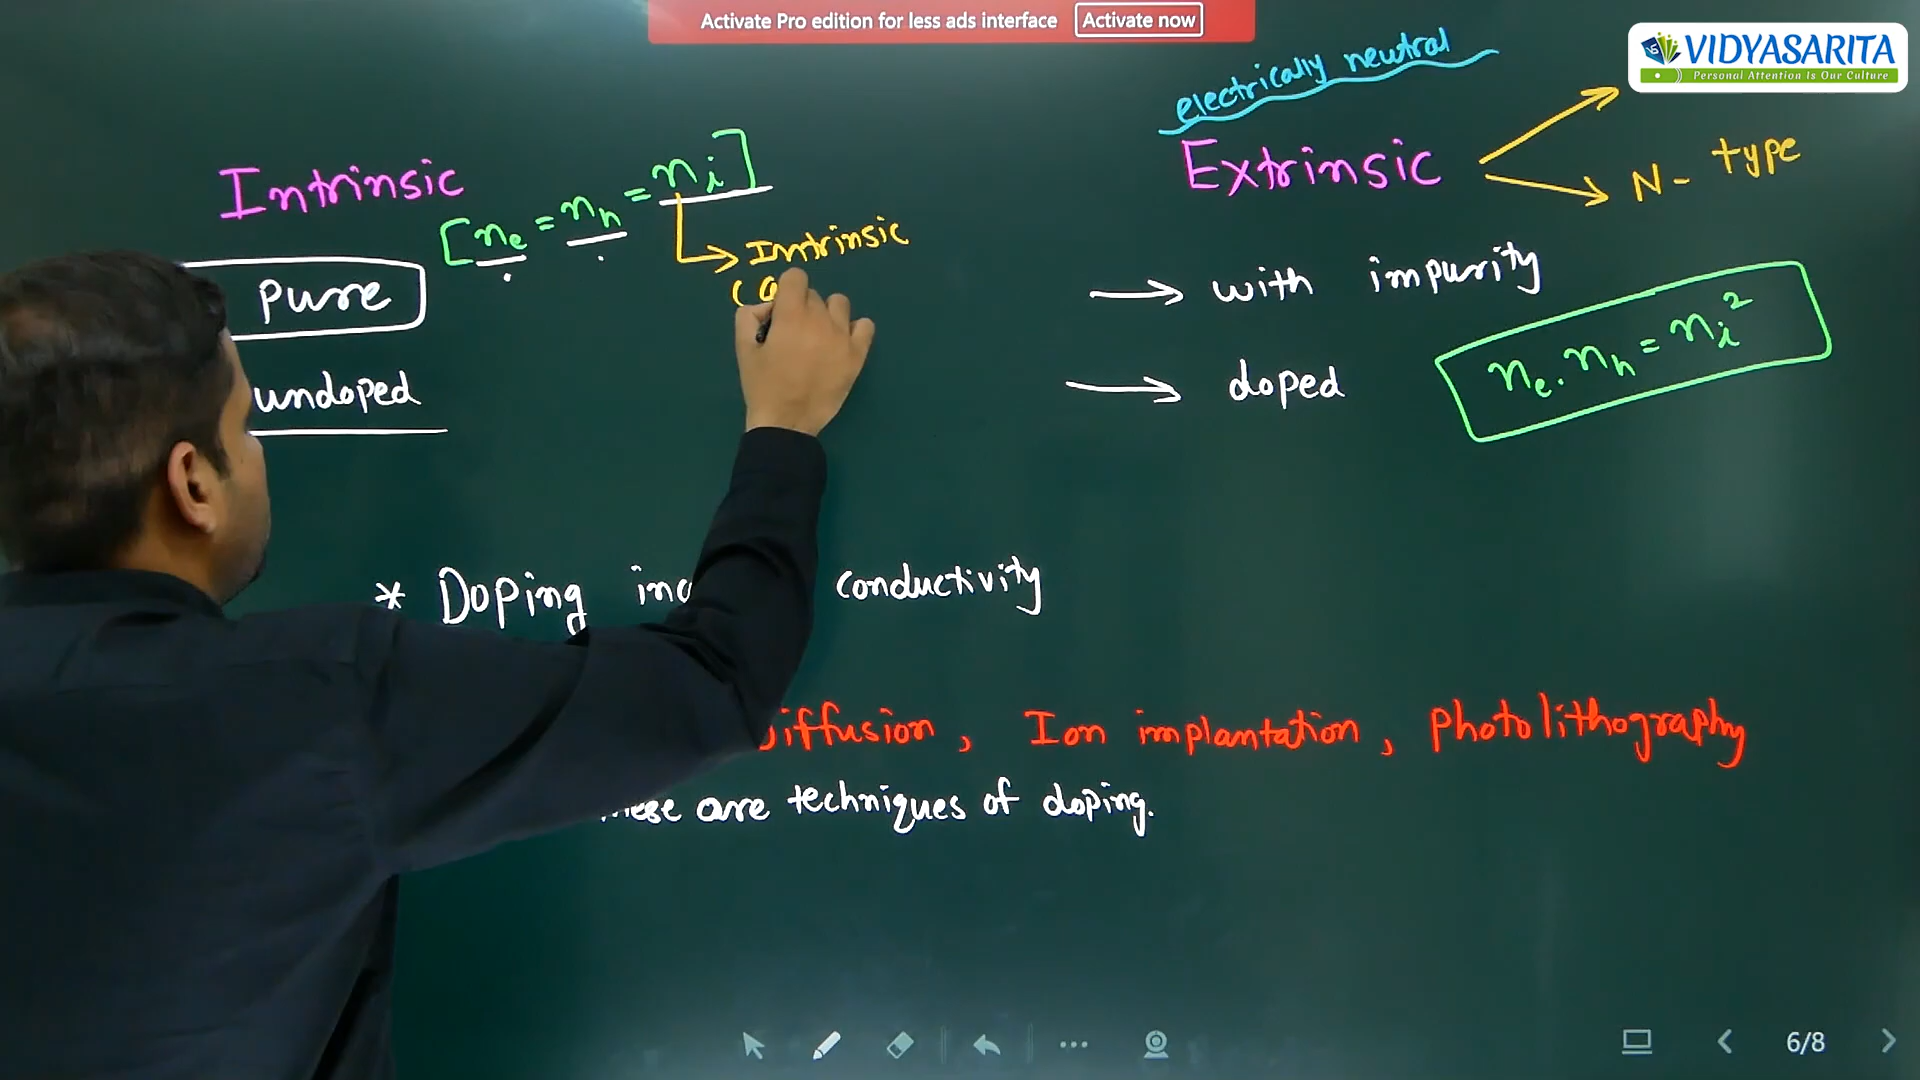 Activate Pro edition for less ads interface Activate now
VIDYASARITA
Personal Attention Is Our Culture
electrically neutral
Intrinsic
[ne = nh = ni]
Extrinsic
N- type
Intrinsic
(
pure
with impurity
undoped
doped
ne. nh = ni²
* Doping inc conductivity
Diffusion, Ion implantation, photolithography
are techniques of doping.
6/8